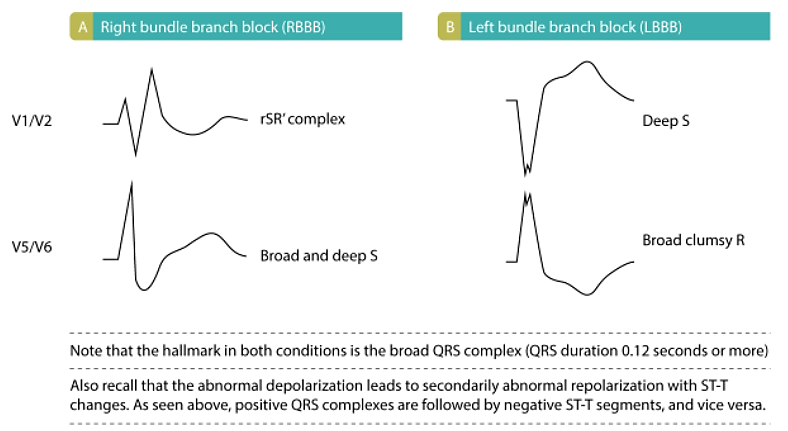 A Right bundle branch block (RBBB)
B Left bundle branch block (LBBB)
V1/V2
rSR' complex
Deep S
V5/V6
Broad and deep S
Broad clumsy R
Note that the hallmark in both conditions is the broad QRS complex (QRS duration 0.12 seconds or more)
Also recall that the abnormal depolarization leads to secondarily abnormal repolarization with ST-T
changes. As seen above, positive QRS complexes are followed by negative ST-T segments, and vice versa.